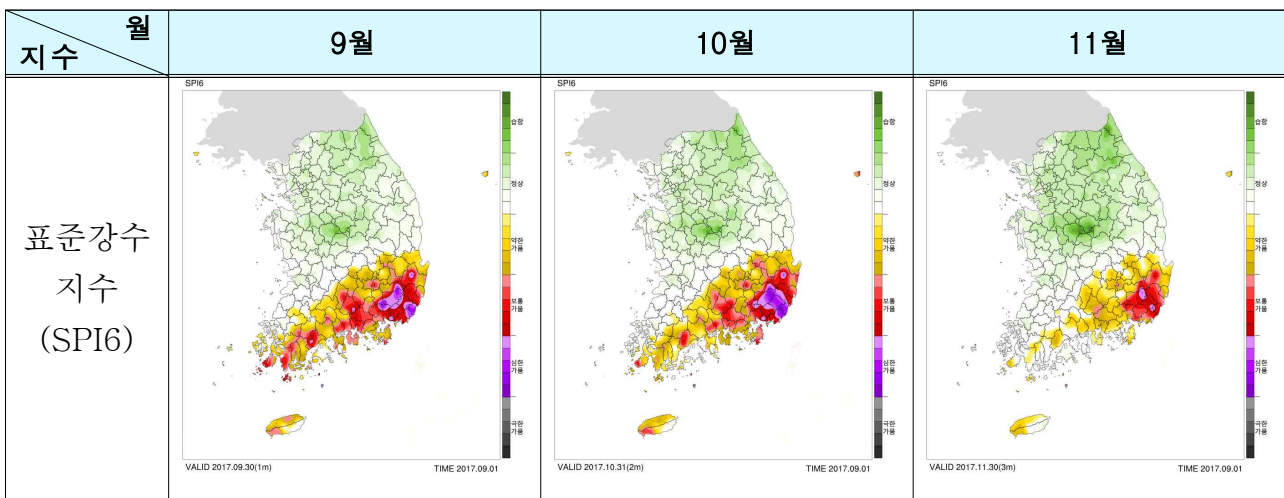 월
지수
9월
10월
11월
표준강수
지수
(SPI6)
SPI6
습함
정상
약한
가뭄
보통
가뭄
심한
가뭄
극한
가뭄
VALID 2017.09.30(1m)
TIME 2017.09.01
SPI6
습함
정상
약한
가뭄
보통
가뭄
심한
가뭄
극한
가뭄
VALID 2017.10.31(2m)
TIME 2017.09.01
SPI6
습함
정상
약한
가뭄
보통
가뭄
심한
가뭄
극한
가뭄
VALID 2017.11.30(3m)
TIME 2017.09.01